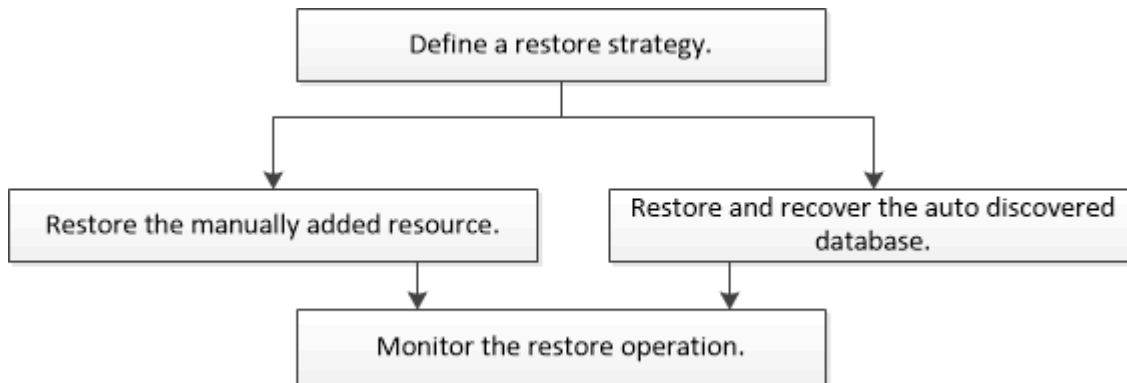 Define a restore strategy.
Restore the manually added resource.
Restore and recover the auto discovered
database.
Monitor the restore operation.